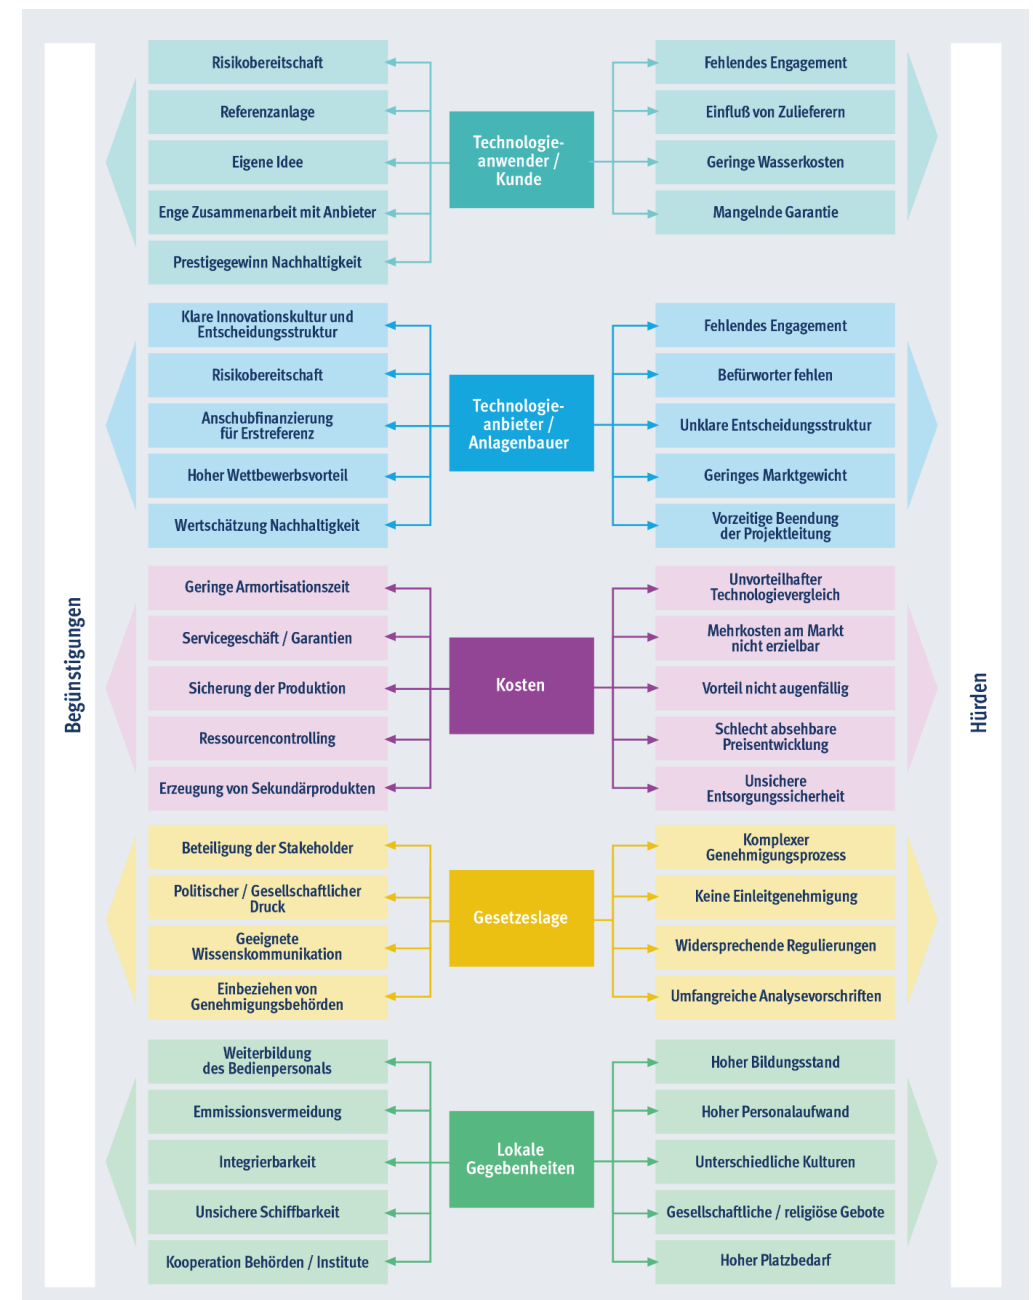 Begünstigungen
Risikobereitschaft
Referenzanlage
Eigene Idee
Enge Zusammenarbeit mit Anbieter
Prestigegewinn Nachhaltigkeit
Technologie-
anwender /
Kunde
Fehlendes Engagement
Einfluß von Zulieferern
Geringe Wasserkosten
Mangelnde Garantie
Klare Innovationskultur und
Entscheidungsstruktur
Risikobereitschaft
Anschubfinanzierung
für Erstreferenz
Hoher Wettbewerbsvorteil
Wertschätzung Nachhaltigkeit
Technologie-
anbieter /
Anlagenbauer
Fehlendes Engagement
Befürworter fehlen
Unklare Entscheidungsstruktur
Geringes Marktgewicht
Vorzeitige Beendung
der Projektleitung
Geringe Armortisationszeit
Servicegeschäft / Garantien
Sicherung der Produktion
Ressourcencontrolling
Erzeugung von Sekundärprodukten
Kosten
Unvorteilhafter
Technologievergleich
Mehrkosten am Markt
nicht erzielbar
Vorteil nicht augenfällig
Schlecht absehbare
Preisentwicklung
Unsichere
Entsorgungssicherheit
Beteiligung der Stakeholder
Politischer / Gesellschaftlicher
Druck
Geeignete
Wissenskommunikation
Einbeziehen von
Genehmigungsbehörden
Gesetzeslage
Komplexer
Genehmigungsprozess
Keine Einleitgenehmigung
Widersprechende Regulierungen
Umfangreiche Analysevorschriften
Weiterbildung
des Bedienpersonals
Emmissionsvermeidung
Integrierbarkeit
Unsichere Schiffbarkeit
Kooperation Behörden / Institute
Lokale
Gegebenheiten
Hoher Bildungsstand
Hoher Personalaufwand
Unterschiedliche Kulturen
Gesellschaftliche / religiöse Gebote
Hoher Platzbedarf
Hürden